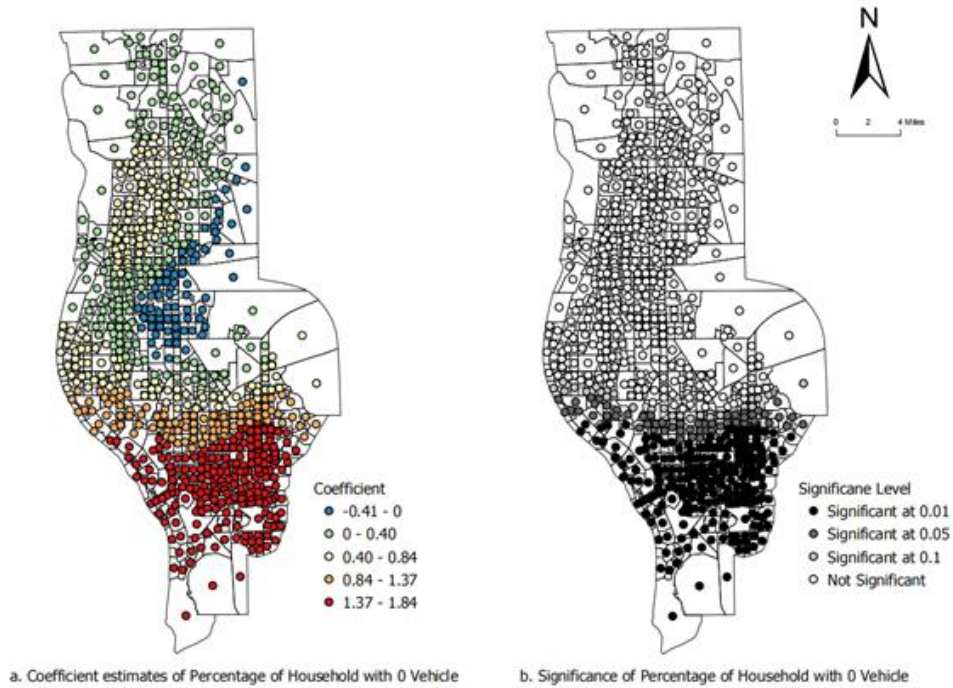 N
0 2 4 Miles
Coefficient
-0.41 - 0
0 - 0.40
0.40 - 0.84
0.84 - 1.37
1.37 - 1.84
Significane Level
Significant at 0.01
Significant at 0.05
Significant at 0.1
Not Significant
a. Coefficient estimates of Percentage of Household with 0 Vehicle
b. Significance of Percentage of Household with 0 Vehicle